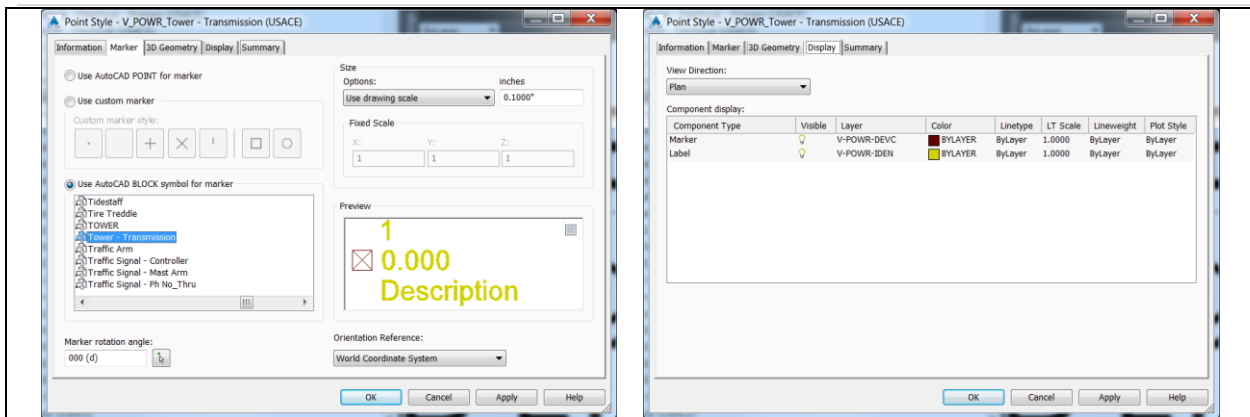 Point Style - V_POWR_Tower - Transmission (USACE)
Information Marker 3D Geometry Display Summary
Use AutoCAD POINT for marker
Use custom marker
Custom marker style:
Use AutoCAD BLOCK symbol for marker
Tidestaff
Tire Treddle
TOWER
Tower - Transmission
Traffic Arm
Traffic Signal - Controller
Traffic Signal - Mast Arm
Traffic Signal - Ph No_Thru
Marker rotation angle:
000 (d)
Size
Options: inches
Use drawing scale 0.1000"
Fixed Scale
X: Y: Z:
1 1 1
Preview
1
0.000
Description
Orientation Reference:
World Coordinate System
OK Cancel Apply Help
Point Style - V_POWR_Tower - Transmission (USACE)
Information Marker 3D Geometry Display Summary
View Direction:
Plan
Component display:
Component Type Visible Layer Color Linetype LT Scale Lineweight Plot Style
Marker V-POWR-DEVC BYLAYER ByLayer 1.0000 ByLayer ByLayer
Label V-POWR-IDEN BYLAYER ByLayer 1.0000 ByLayer ByLayer
OK Cancel Apply Help